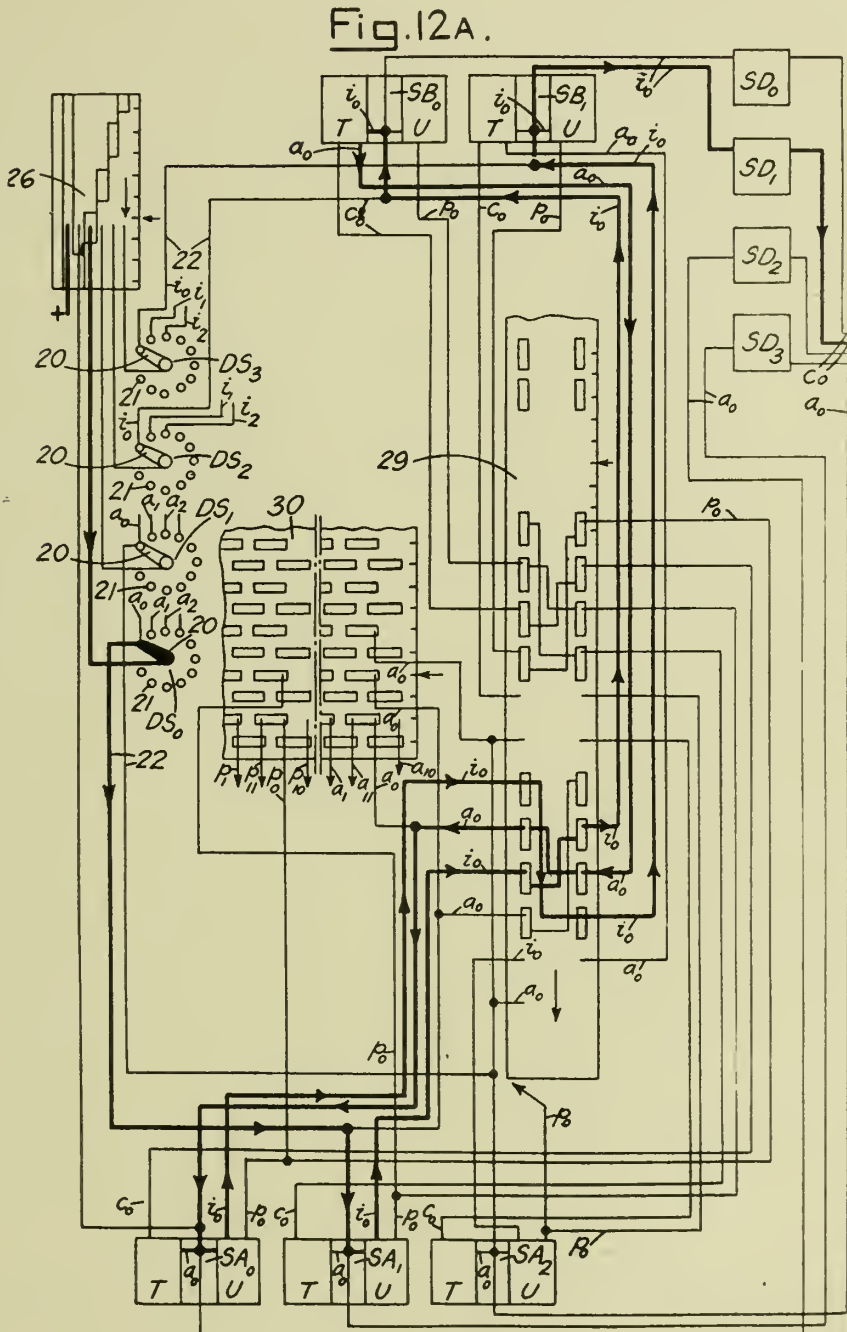 Fig. 12A.
i₀ SB₀ i₀ SB₁ i₀ SD₀
T U T U a₀ i₀
a₀ SD₁
26 a₀
c₀ p₀ c₀ p₀ i₀
22 SD₂
+ i₀ i₁ i₂
20 DS₃ SD₃
21 i₁ c₀
i₀ i₂ a₀ a₀
20 DS₂ 29
21 a₁ a₂
a₀ DS₁ 30 p₀
20
21
a₀ a₁ a₂ 20
a₀'
21
DS₀ a₀'
22 p₁ p₁₁ p₀ p₁₀ a₁ a₁₁ a₀ a₁₀ i₀
a₀ i₀'
i₀ a₀'
a₀ i₀'
i₀ a₀'
a₀
p₀
p₀
c₀ i₀ p₀ c₀ i₀ p₀ c₀ p₀
T a₀ SA₀ U T a₀ SA₁ U T a₀ SA₂ U